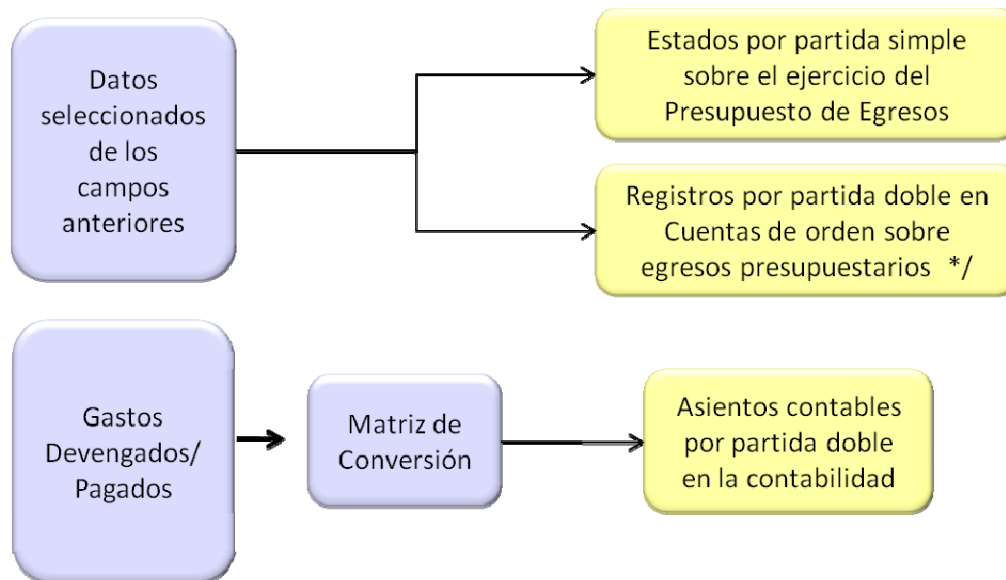 Datos
seleccionados
de los
campos
anteriores
Estados por partida simple
sobre el ejercicio del
Presupuesto de Egresos
Registros por partida doble en
Cuentas de orden sobre
egresos presupuestarios */
Gastos
Devengados/
Pagados
Matriz de
Conversión
Asientos contables
por partida doble
en la contabilidad